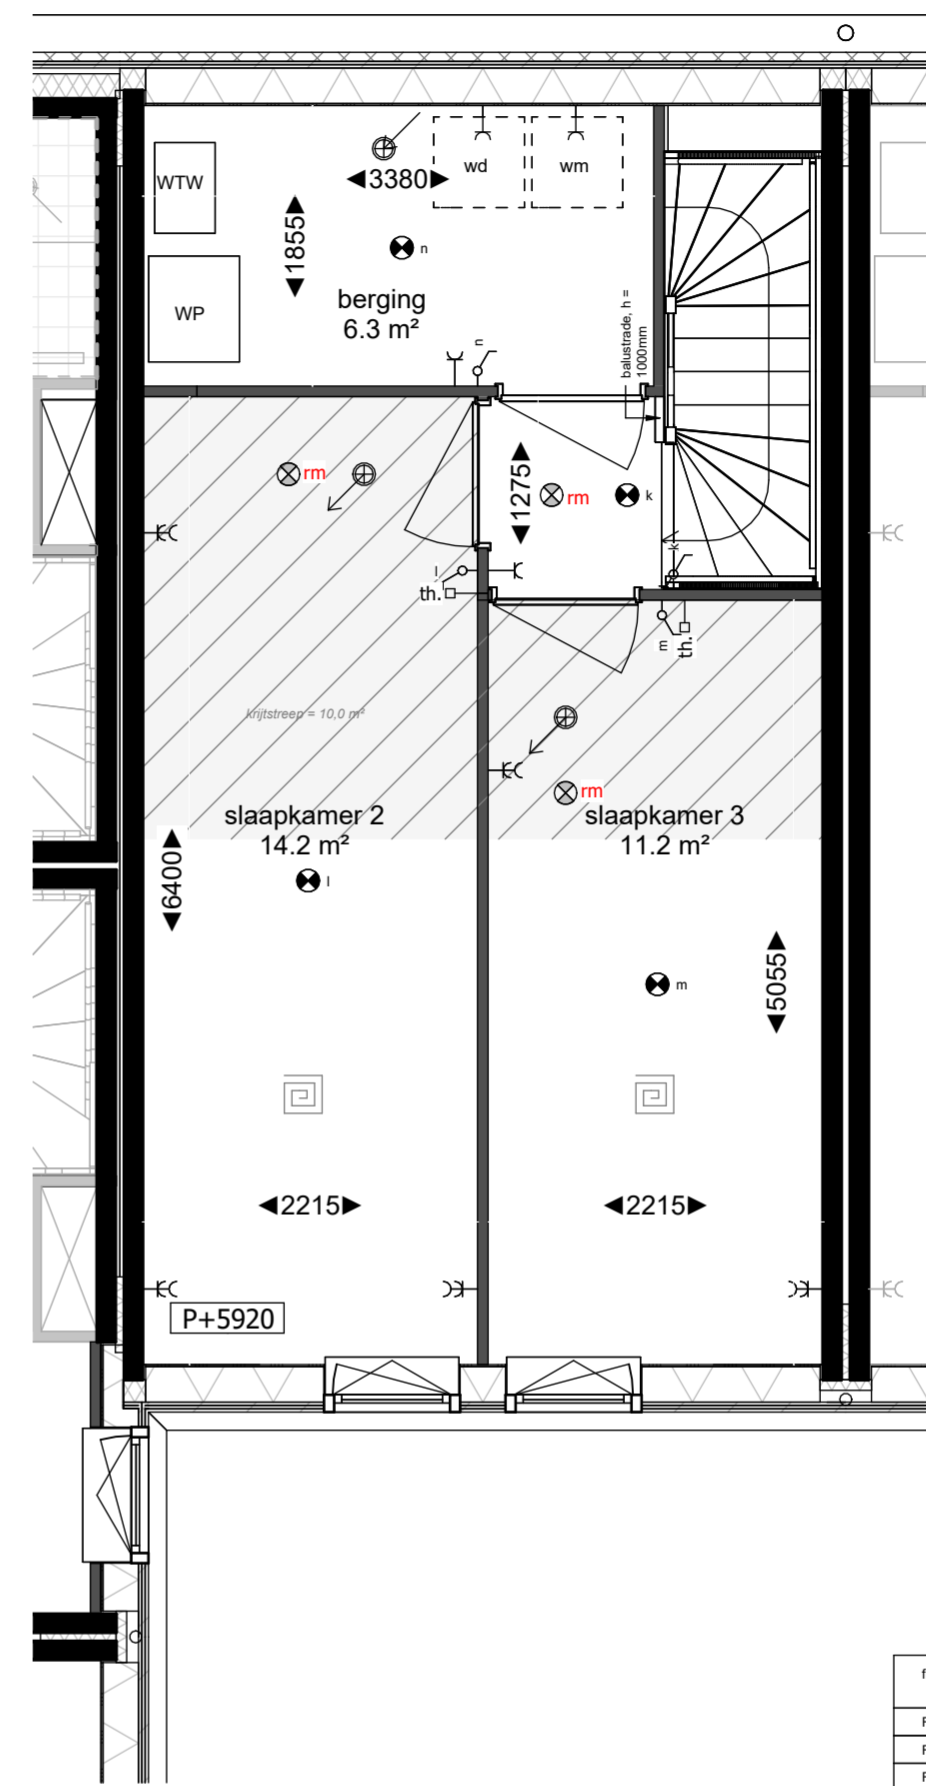 WTW
3380
wd
wm
1855
n
WP
berging
6.3 m²
balustrade, h =
1000mm
n
rm
1275
rm
k
k
l
th.
m
th.
krijtstreep = 10,0 m²
rm
slaapkamer 2
14.2 m²
slaapkamer 3
11.2 m²
6400
l
5055
m
2215
2215
P+5920